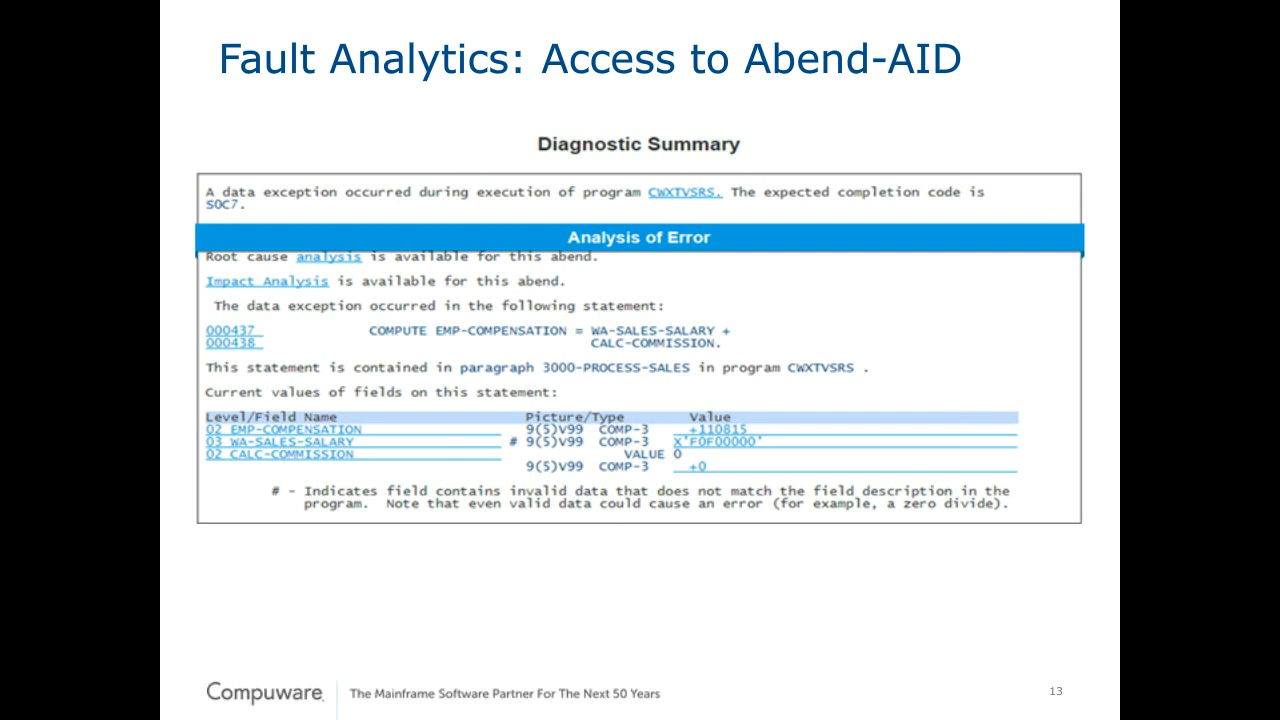 Fault Analytics: Access to Abend-AID
Diagnostic Summary
A data exception occurred during execution of program CWXTVSRS. The expected completion code is
S0C7.
Analysis of Error
Root cause analysis is available for this abend.
Impact Analysis is available for this abend.
The data exception occurred in the following statement:
000437 COMPUTE EMP-COMPENSATION = WA-SALES-SALARY +
000438 CALC-COMMISSION.
This statement is contained in paragraph 3000-PROCESS-SALES in program CWXTVSRS .
Current values of fields on this statement:
Level/Field Name Picture/Type Value
02 EMP-COMPENSATION 9(5)V99 COMP-3 +110815
03 WA-SALES-SALARY # 9(5)V99 COMP-3 X'F0F00000'
02 CALC-COMMISSION VALUE 0
9(5)V99 COMP-3 +0
# - Indicates field contains invalid data that does not match the field description in the
program. Note that even valid data could cause an error (for example, a zero divide).
Compuware. The Mainframe Software Partner For The Next 50 Years
13